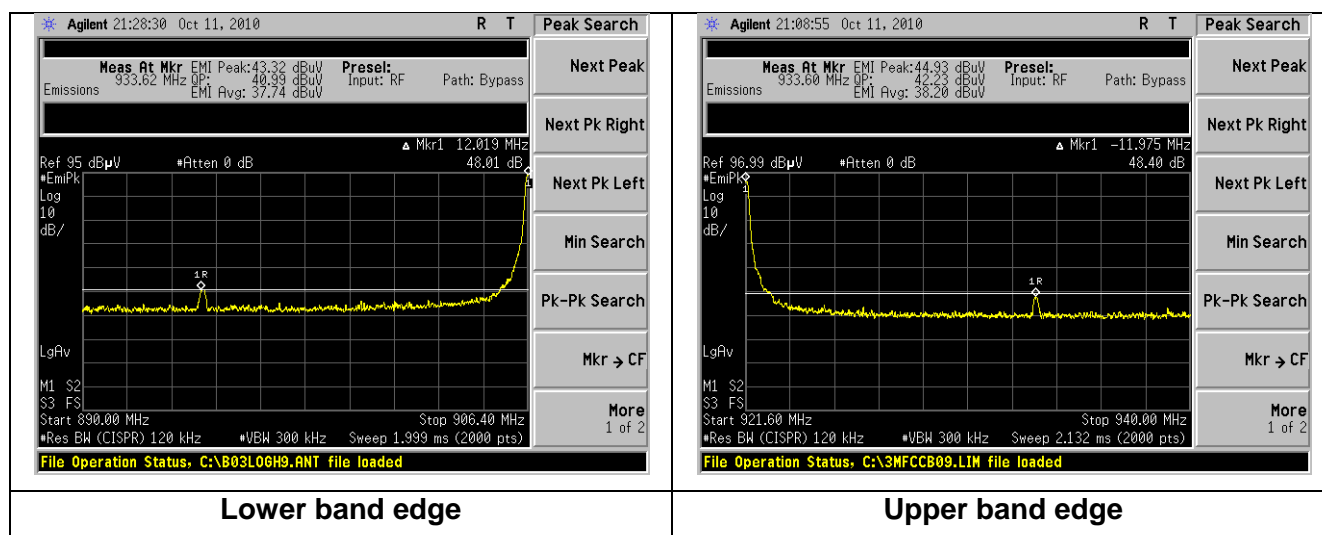 Agilent 21:28:30 Oct 11, 2010 R T Peak Search
Meas At Mkr EMI Peak:43.32 dBuV Presel:
933.62 MHz QP: 40.99 dBuV Input: RF Path: Bypass
Emissions EMI Avg: 37.74 dBuV
Next Peak
Next Pk Right
Δ Mkr1 12.019 MHz
Ref 95 dBµV #Atten 0 dB 48.01 dB
#EmiPk
Log
10
dB/
1
1R
Next Pk Left
Min Search
Pk-Pk Search
LgAv
Mkr → CF
M1 S2
S3 FS
Start 890.00 MHz Stop 906.40 MHz
#Res BW (CISPR) 120 kHz #VBW 300 kHz Sweep 1.999 ms (2000 pts)
More
1 of 2
File Operation Status, C:\B03LOGH9.ANT file loaded
Lower band edge
Agilent 21:08:55 Oct 11, 2010 R T Peak Search
Meas At Mkr EMI Peak:44.93 dBuV Presel:
933.60 MHz QP: 42.23 dBuV Input: RF Path: Bypass
Emissions EMI Avg: 38.20 dBuV
Next Peak
Next Pk Right
Δ Mkr1 -11.975 MHz
Ref 96.99 dBµV #Atten 0 dB 48.40 dB
#EmiPk
Log
10
dB/
1
1R
Next Pk Left
Min Search
Pk-Pk Search
LgAv
Mkr → CF
M1 S2
S3 FS
Start 921.60 MHz Stop 940.00 MHz
#Res BW (CISPR) 120 kHz #VBW 300 kHz Sweep 2.132 ms (2000 pts)
More
1 of 2
File Operation Status, C:\3MFCCB09.LIM file loaded
Upper band edge